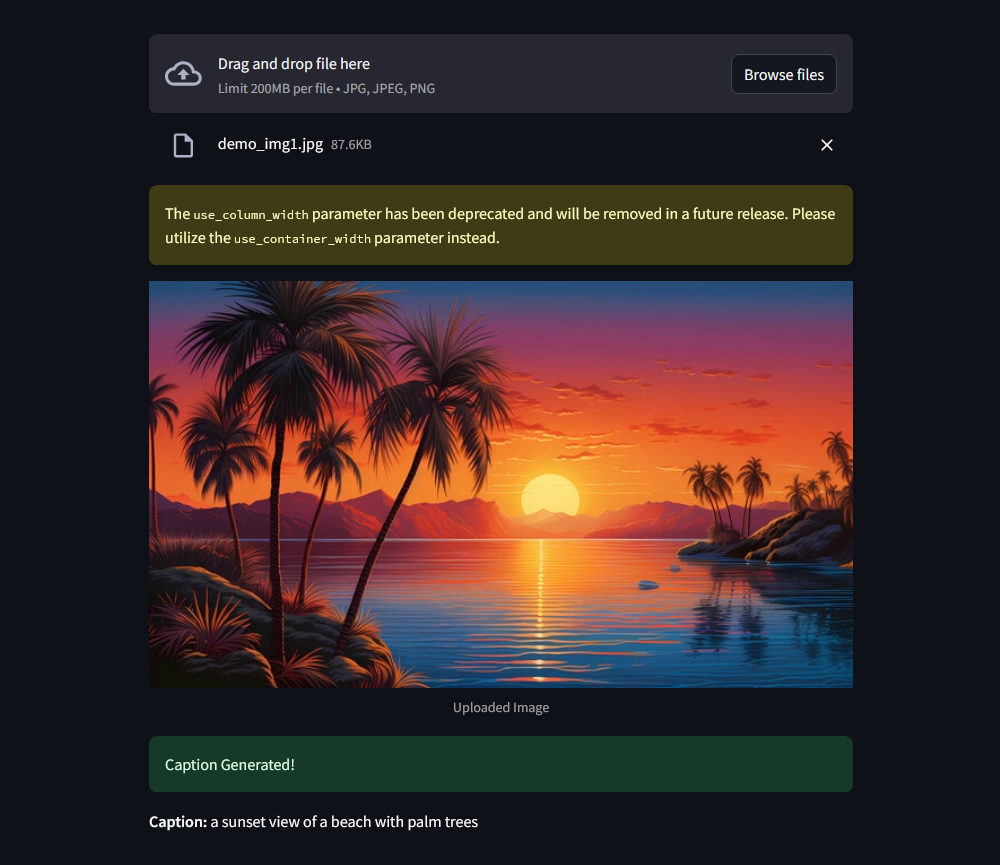 Drag and drop file here
Limit 200MB per file • JPG, JPEG, PNG
Browse files
demo_img1.jpg 87.6KB
The use_column_width parameter has been deprecated and will be removed in a future release. Please
utilize the use_container_width parameter instead.
Uploaded Image
Caption Generated!
Caption: a sunset view of a beach with palm trees